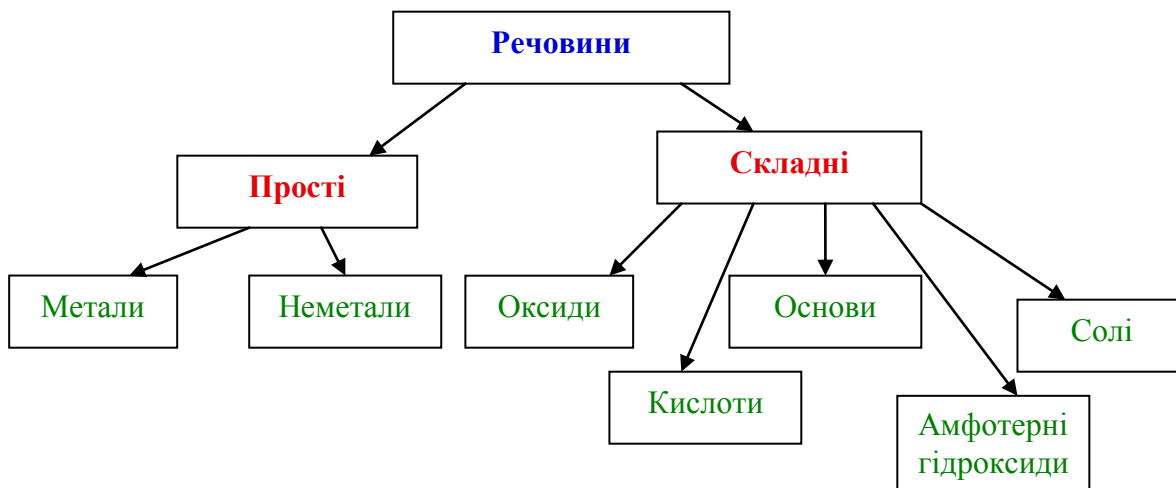 Речовини
Прості
Складні
Метали
Неметали
Оксиди
Основи
Солі
Кислоти
Амфотерні
гідроксиди